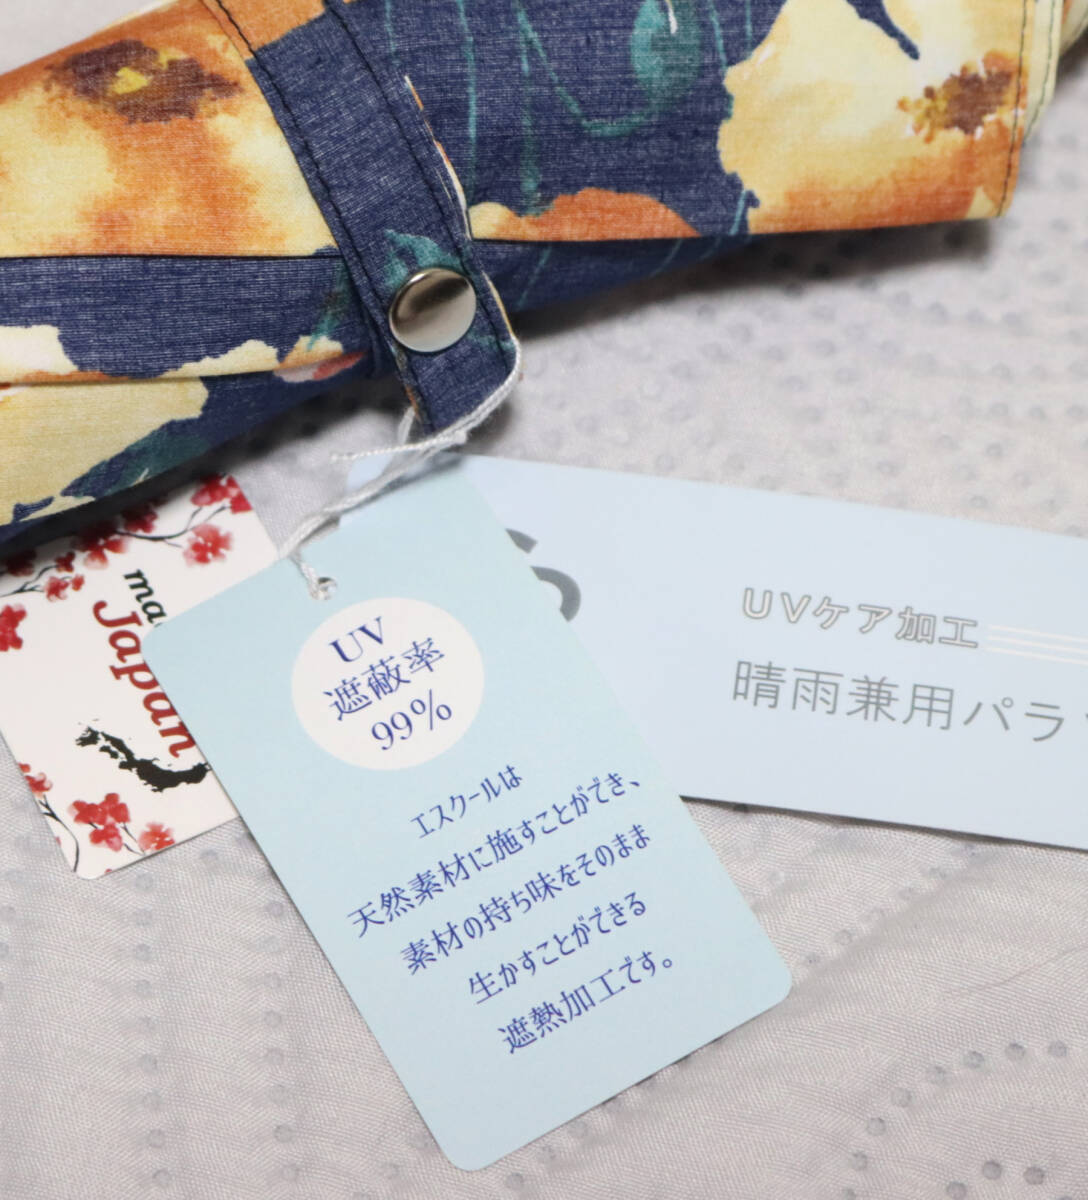 UV
遮蔽率
99%
エスクールは
天然素材に施すことができ、
素材の持ち味をそのまま
生かすことができる
遮熱加工です。
Japan
S
UVケア加工
晴雨兼用パラ